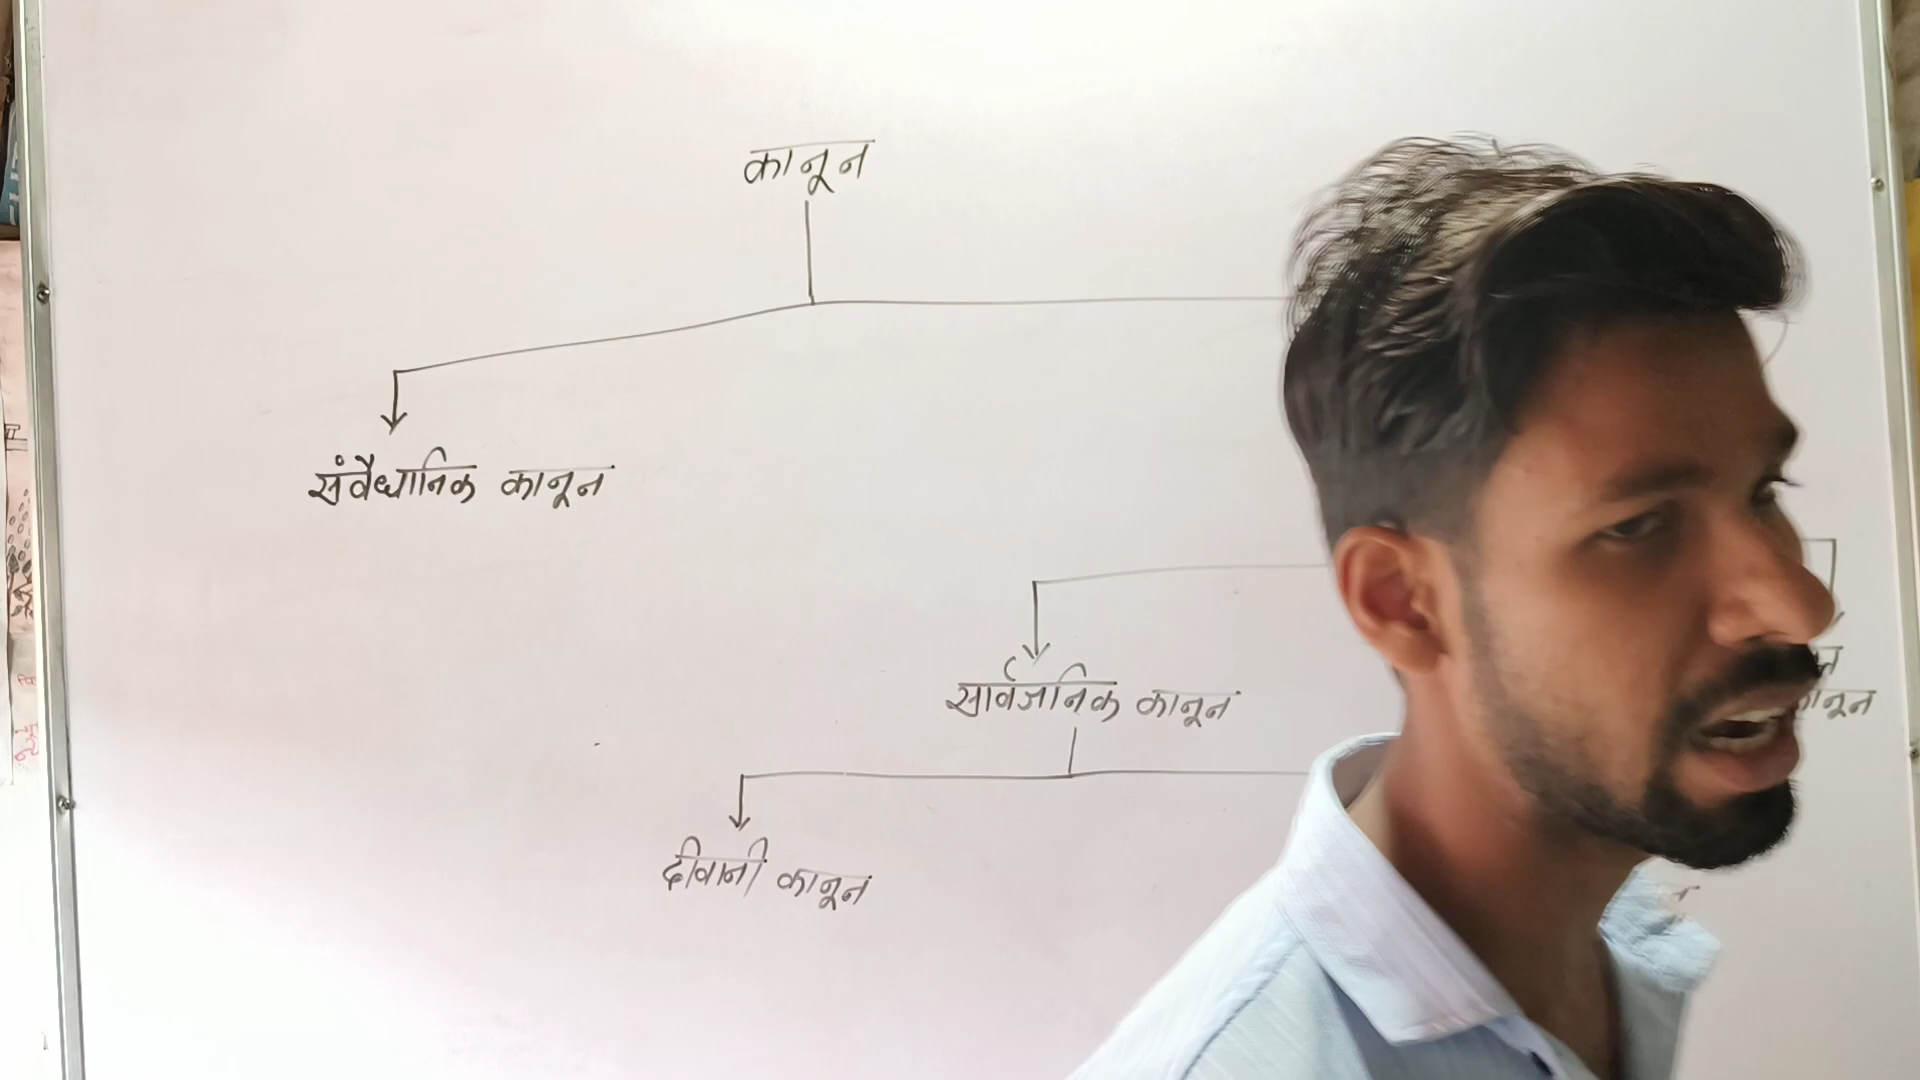 कानून
संवैधानिक कानून
सार्वजनिक कानून
दीवानी कानून